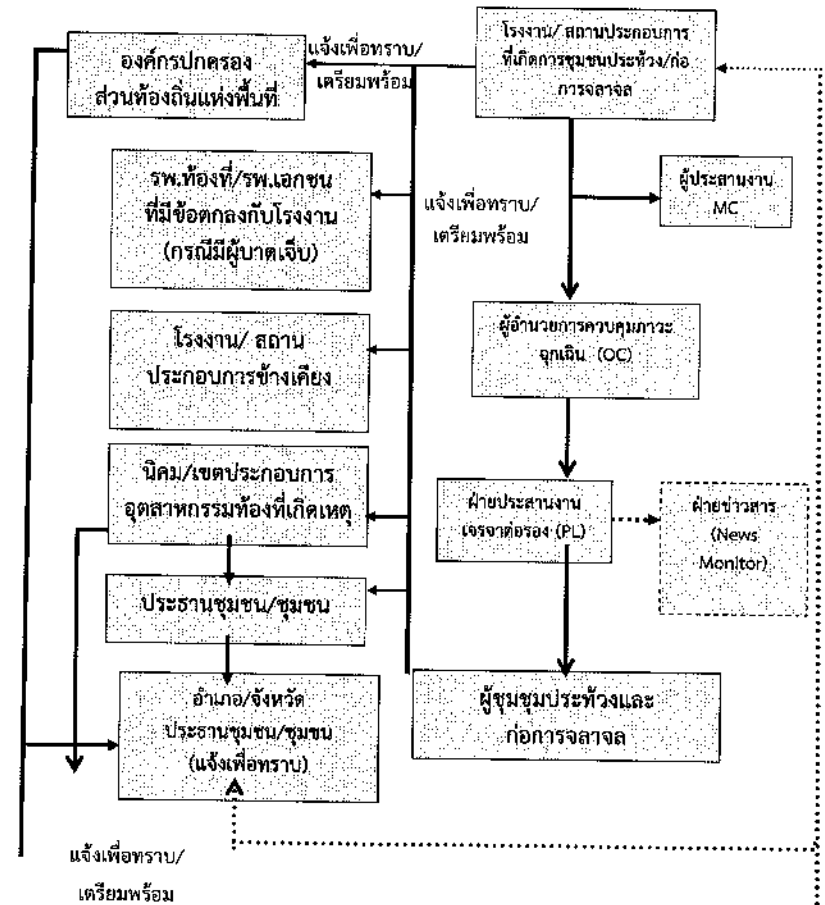 โรงงาน/ สถานประกอบการ
ที่เกิดการชุมชนประท้วง/ก่อ
การจลาจล
แจ้งเพื่อทราบ/
เตรียมพร้อม
องค์กรปกครอง
ส่วนท้องถิ่นแห่งพื้นที่
รพ.ท้องที่/รพ.เอกชน
ที่มีข้อตกลงกับโรงงาน
(กรณีมีผู้บาดเจ็บ)
แจ้งเพื่อทราบ/
เตรียมพร้อม
ผู้ประสานงาน
MC
ผู้อำนวยการควบคุมภาวะ
ฉุกเฉิน (OC)
โรงงาน/ สถาน
ประกอบการข้างเคียง
นิคม/เขตประกอบการ
อุตสาหกรรมท้องที่เกิดเหตุ
ฝ่ายประสานงาน
เจรจาต่อรอง (PL)
ฝ่ายข่าวสาร
(News
Monitor)
ประธานชุมชน/ชุมชน
อำเภอ/จังหวัด
ประธานชุมชน/ชุมชน
(แจ้งเพื่อทราบ)
ผู้ชุมชุมประท้วงและ
ก่อการจลาจล
แจ้งเพื่อทราบ/
เตรียมพร้อม